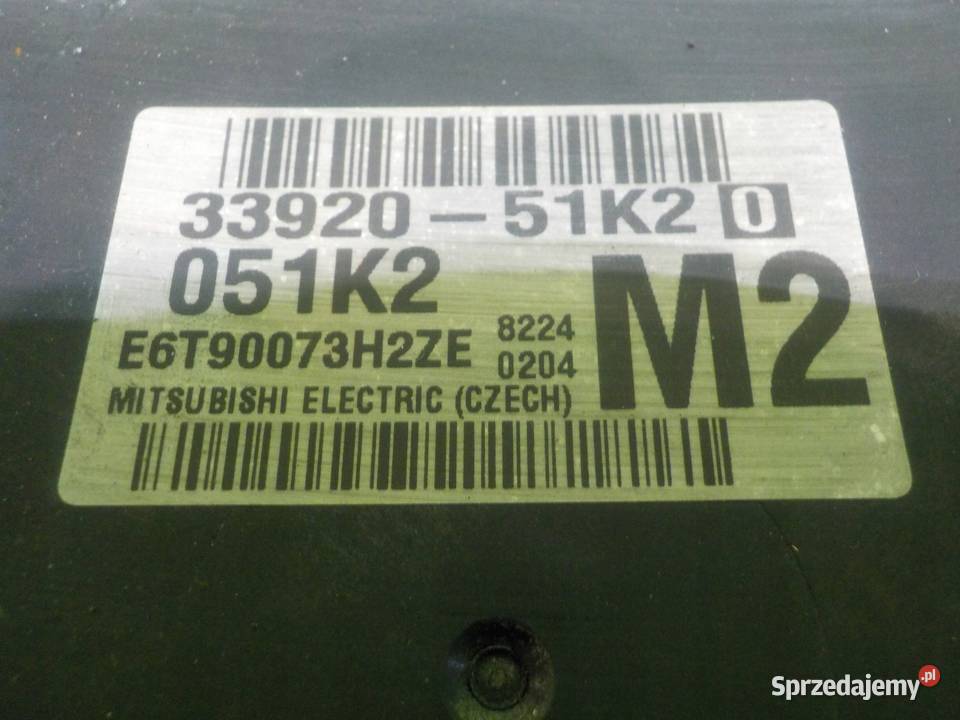 33920-51K2 0
051K2
E6T90073H2ZE
8224
0204
M2
MITSUBISHI ELECTRIC (CZECH)
Sprzedajemy.pl